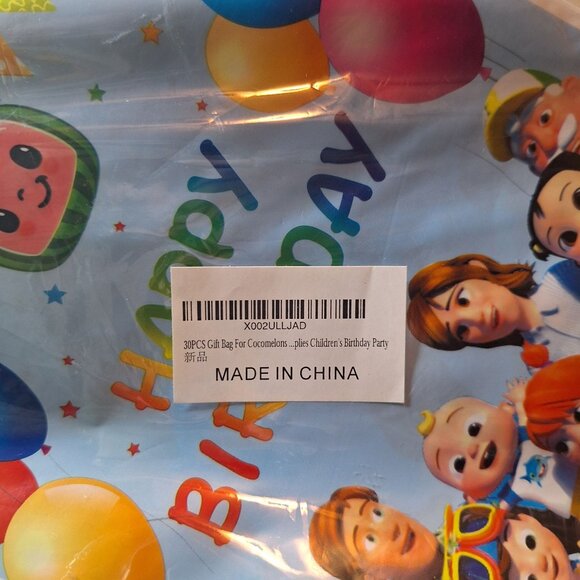 HAPPY
BIRTHDAY
X002ULLJAD
30PCS Gift Bag For Cocomelons ...plies Children's Birthday Party
新品
MADE IN CHINA